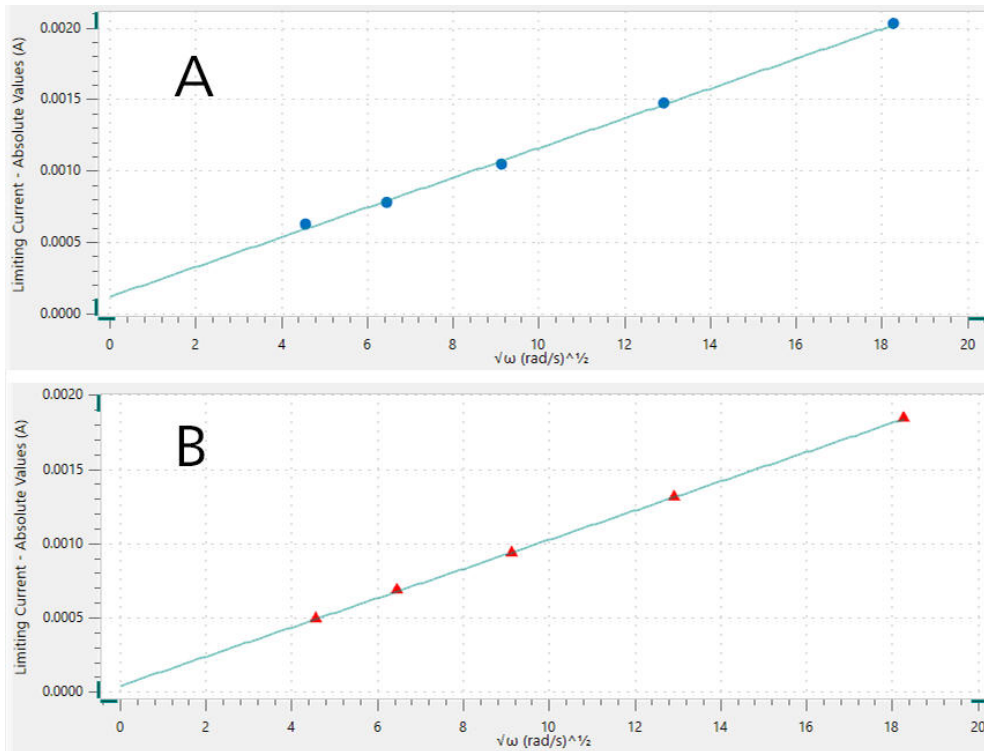 A
Limiting Current - Absolute Values (A)
0.0020
0.0015
0.0010
0.0005
0.0000
0 2 4 6 8 10 12 14 16 18 20
√ω (rad/s)^½
B
Limiting Current - Absolute Values (A)
0.0020
0.0015
0.0010
0.0005
0.0000
0 2 4 6 8 10 12 14 16 18 20
√ω (rad/s)^½